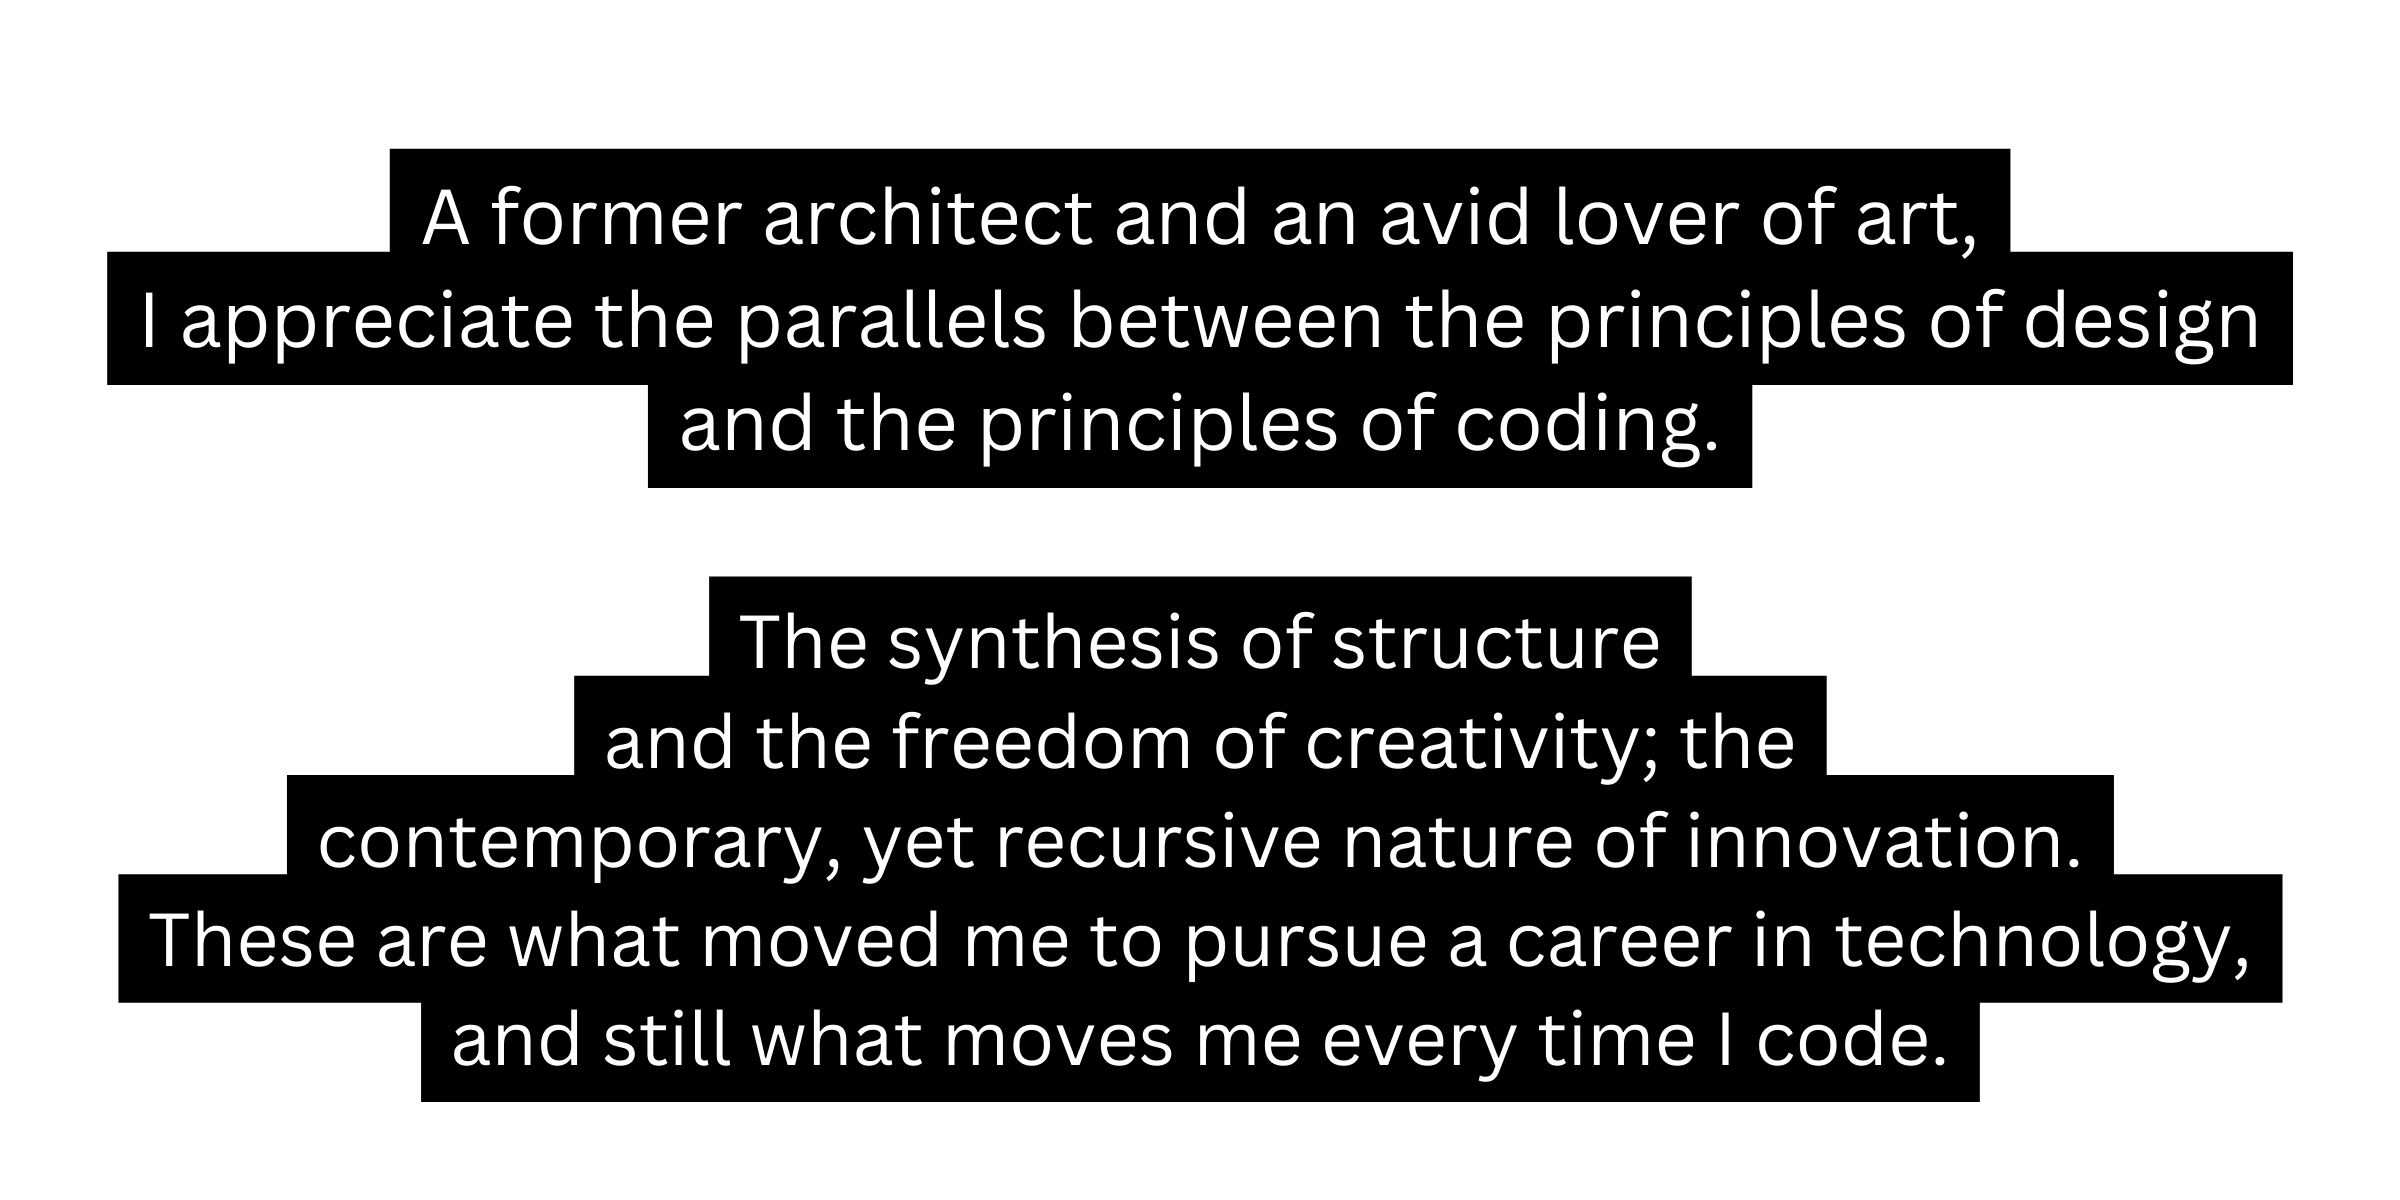 A former architect and an avid lover of art,
I appreciate the parallels between the principles of design
and the principles of coding.
The synthesis of structure
and the freedom of creativity; the
contemporary, yet recursive nature of innovation.
These are what moved me to pursue a career in technology,
and still what moves me every time I code.